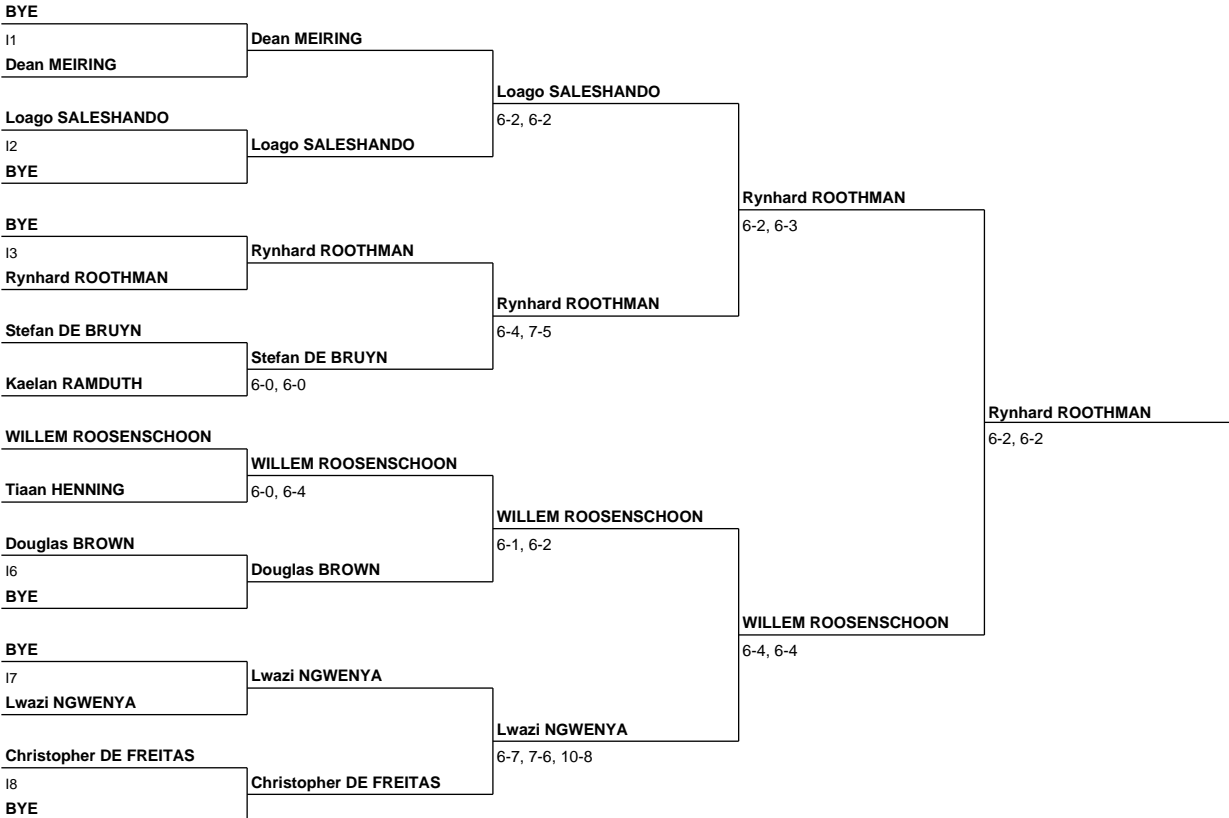 BYE
I1
Dean MEIRING
Dean MEIRING
Loago SALESHANDO
6-2, 6-2
Loago SALESHANDO
I2
Loago SALESHANDO
BYE
Rynhard ROOTHMAN
6-2, 6-3
BYE
I3
Rynhard ROOTHMAN
Rynhard ROOTHMAN
Rynhard ROOTHMAN
6-4, 7-5
Stefan DE BRUYN
Stefan DE BRUYN
Kaelan RAMDUTH
6-0, 6-0
Rynhard ROOTHMAN
6-2, 6-2
WILLEM ROOSENSCHOON
WILLEM ROOSENSCHOON
Tiaan HENNING
6-0, 6-4
WILLEM ROOSENSCHOON
6-1, 6-2
Douglas BROWN
I6
Douglas BROWN
BYE
WILLEM ROOSENSCHOON
6-4, 6-4
BYE
I7
Lwazi NGWENYA
Lwazi NGWENYA
Lwazi NGWENYA
6-7, 7-6, 10-8
Christopher DE FREITAS
I8
Christopher DE FREITAS
BYE